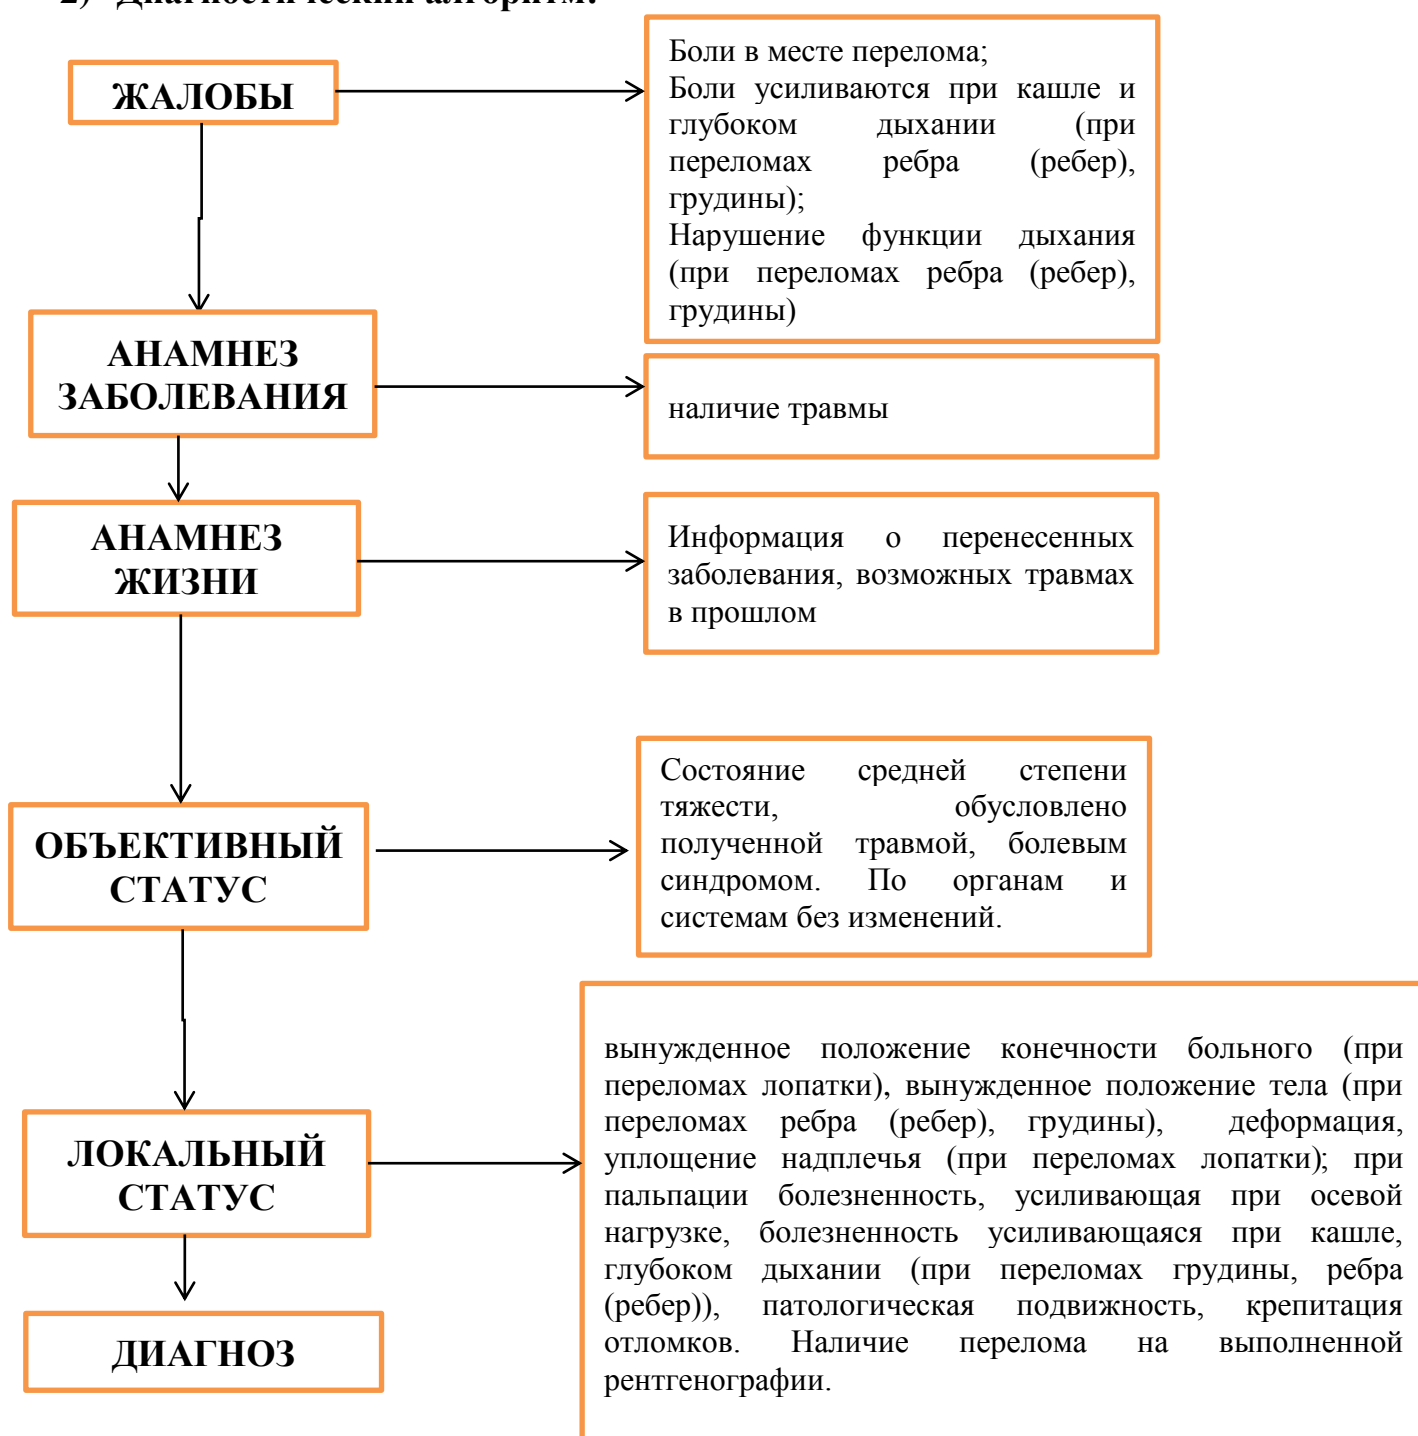 2) Диагностический алгоритм:
ЖАЛОБЫ
Боли в месте перелома;
Боли усиливаются при кашле и
глубоком дыхании (при
переломах ребра (ребер),
грудины);
Нарушение функции дыхания
(при переломах ребра (ребер),
грудины)
АНАМНЕЗ
ЗАБОЛЕВАНИЯ
наличие травмы
АНАМНЕЗ
ЖИЗНИ
Информация о перенесенных
заболевания, возможных травмах
в прошлом
ОБЪЕКТИВНЫЙ
СТАТУС
Состояние средней степени
тяжести, обусловлено
полученной травмой, болевым
синдромом. По органам и
системам без изменений.
ЛОКАЛЬНЫЙ
СТАТУС
вынужденное положение конечности больного (при
переломах лопатки), вынужденное положение тела (при
переломах ребра (ребер), грудины), деформация,
уплощение надплечья (при переломах лопатки); при
пальпации болезненность, усиливающая при осевой
нагрузке, болезненность усиливающаяся при кашле,
глубоком дыхании (при переломах грудины, ребра
(ребер)), патологическая подвижность, крепитация
отломков. Наличие перелома на выполненной
рентгенографии.
ДИАГНОЗ